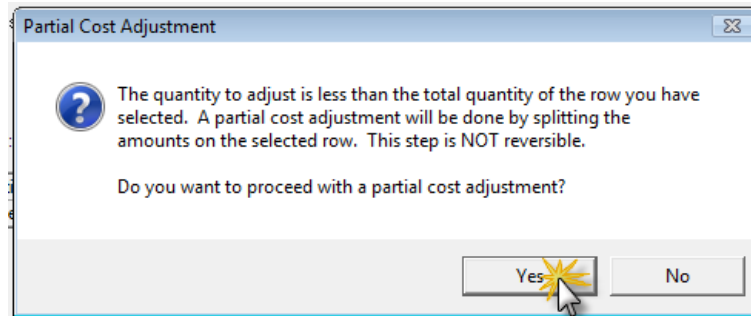 Partial Cost Adjustment
The quantity to adjust is less than the total quantity of the row you have
selected.  A partial cost adjustment will be done by splitting the
amounts on the selected row.  This step is NOT reversible.
Do you want to proceed with a partial cost adjustment?
Yes
No